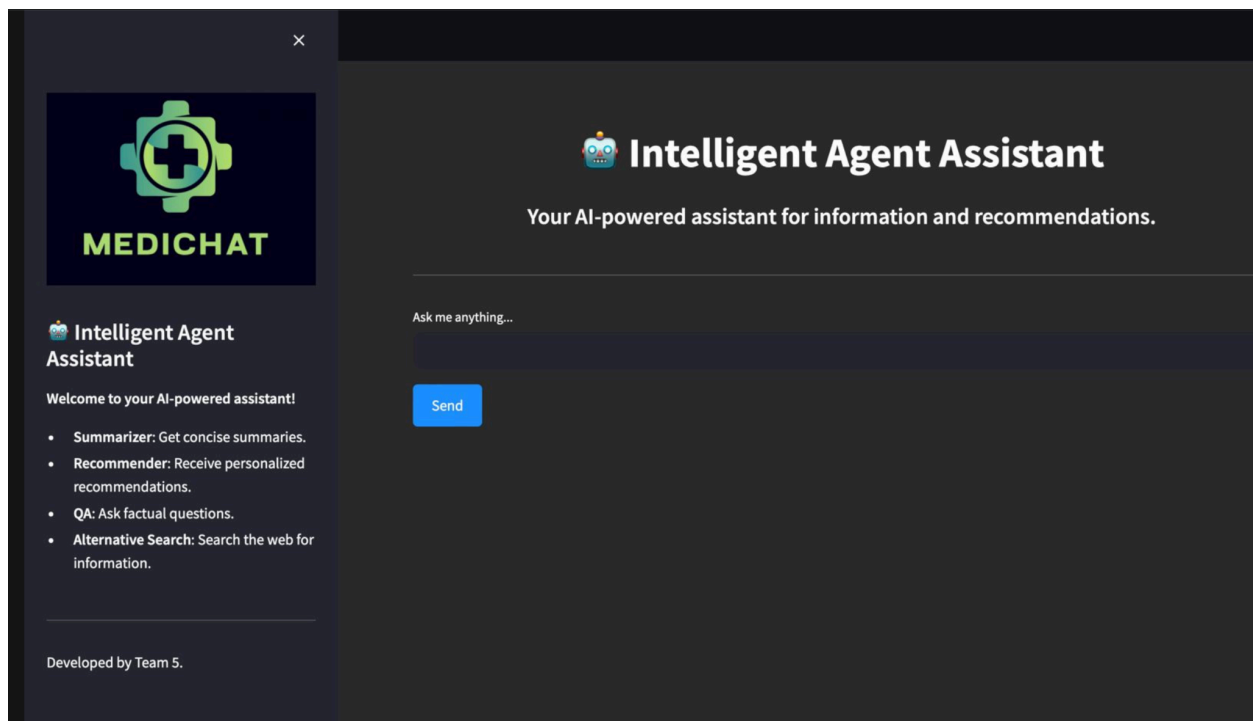 MEDICHAT
🤖 Intelligent Agent
Assistant
Welcome to your AI-powered assistant!
• Summarizer: Get concise summaries.
• Recommender: Receive personalized
recommendations.
• QA: Ask factual questions.
• Alternative Search: Search the web for
information.
Developed by Team 5.
🤖 Intelligent Agent Assistant
Your AI-powered assistant for information and recommendations.
Ask me anything...
Send